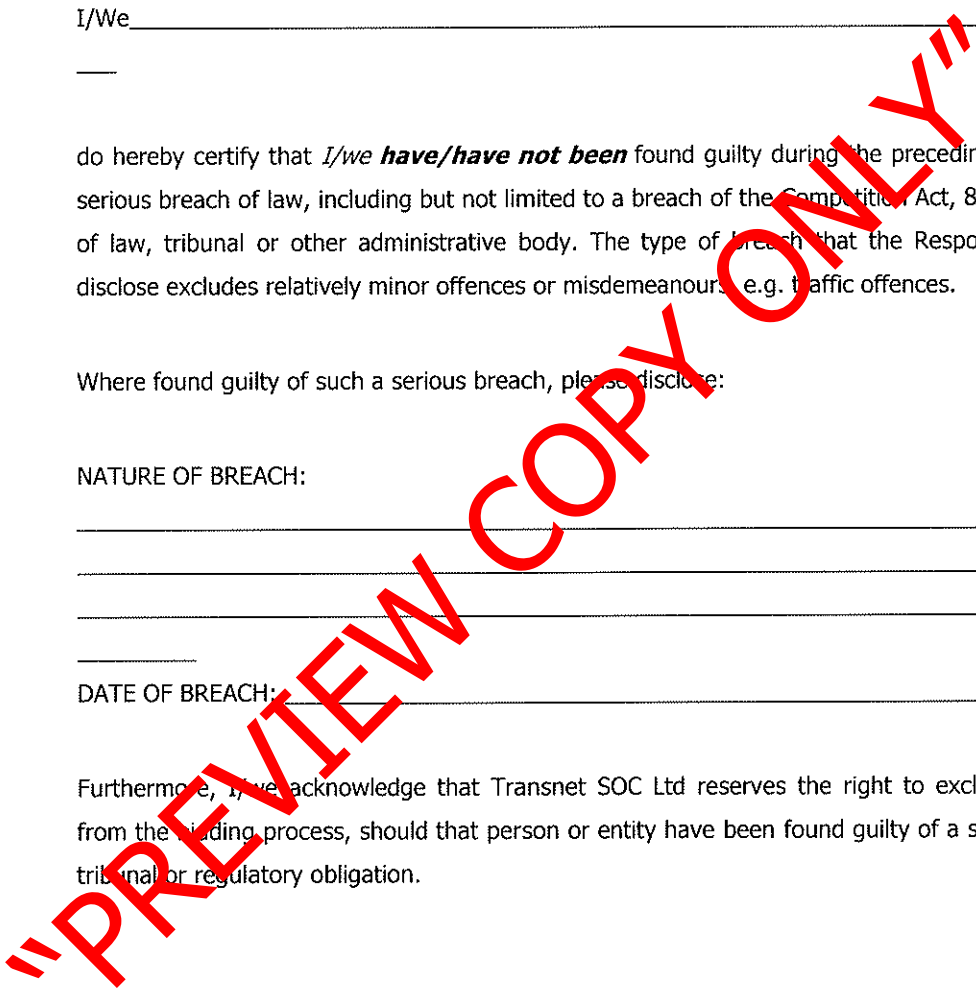 I/We
do hereby certify that I/we have/have not been found guilty during the
serious breach of law, including but not limited to a breach of the Competition Act, 8
of law, tribunal or other administrative body. The type of breach that the
disclose excludes relatively minor offences or misdemeanours, e.g. traffic offences.
Where found guilty of such a serious breach, please disclose:
NATURE OF BREACH:
DATE OF BREACH:
Furthermore, I/we acknowledge that Transnet SOC Ltd reserves the right to
from the bidding process, should that person or entity have been found guilty of a
tribunal or regulatory obligation.
"PREVIEW COPY ONLY"